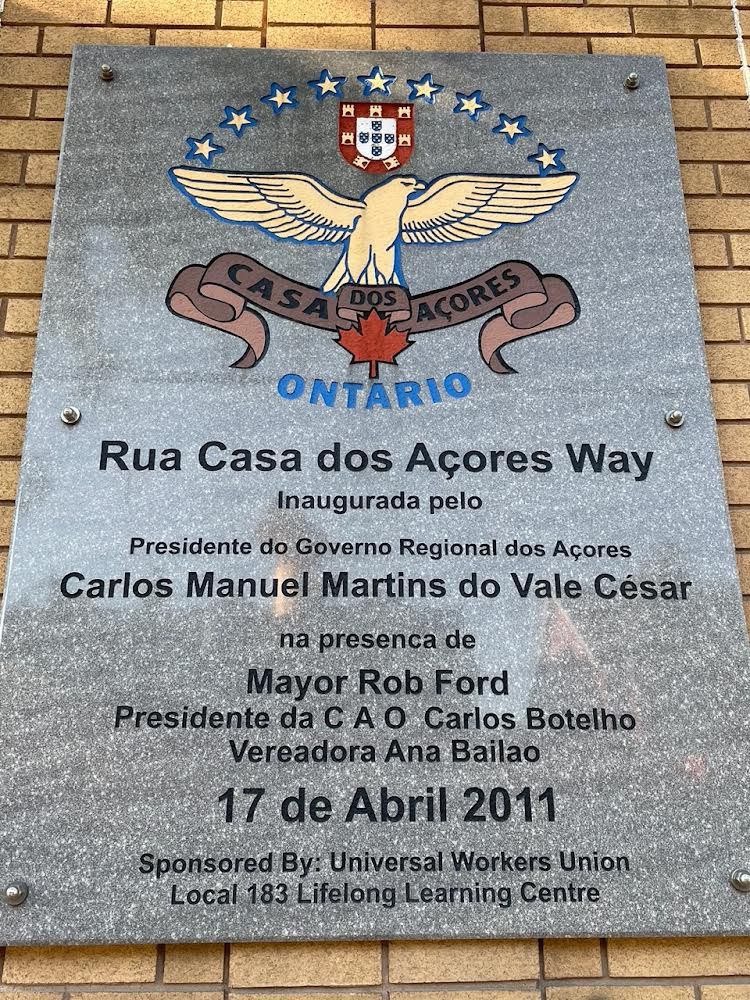 CASA DOS AÇORES
ONTÁRIO
Rua Casa dos Açores Way
Inaugurada pelo
Presidente do Governo Regional dos Açores
Carlos Manuel Martins do Vale César
na presenca de
Mayor Rob Ford
Presidente da C A O Carlos Botelho
Vereadora Ana Bailao
17 de Abril 2011
Sponsored By: Universal Workers Union
Local 183 Lifelong Learning Centre